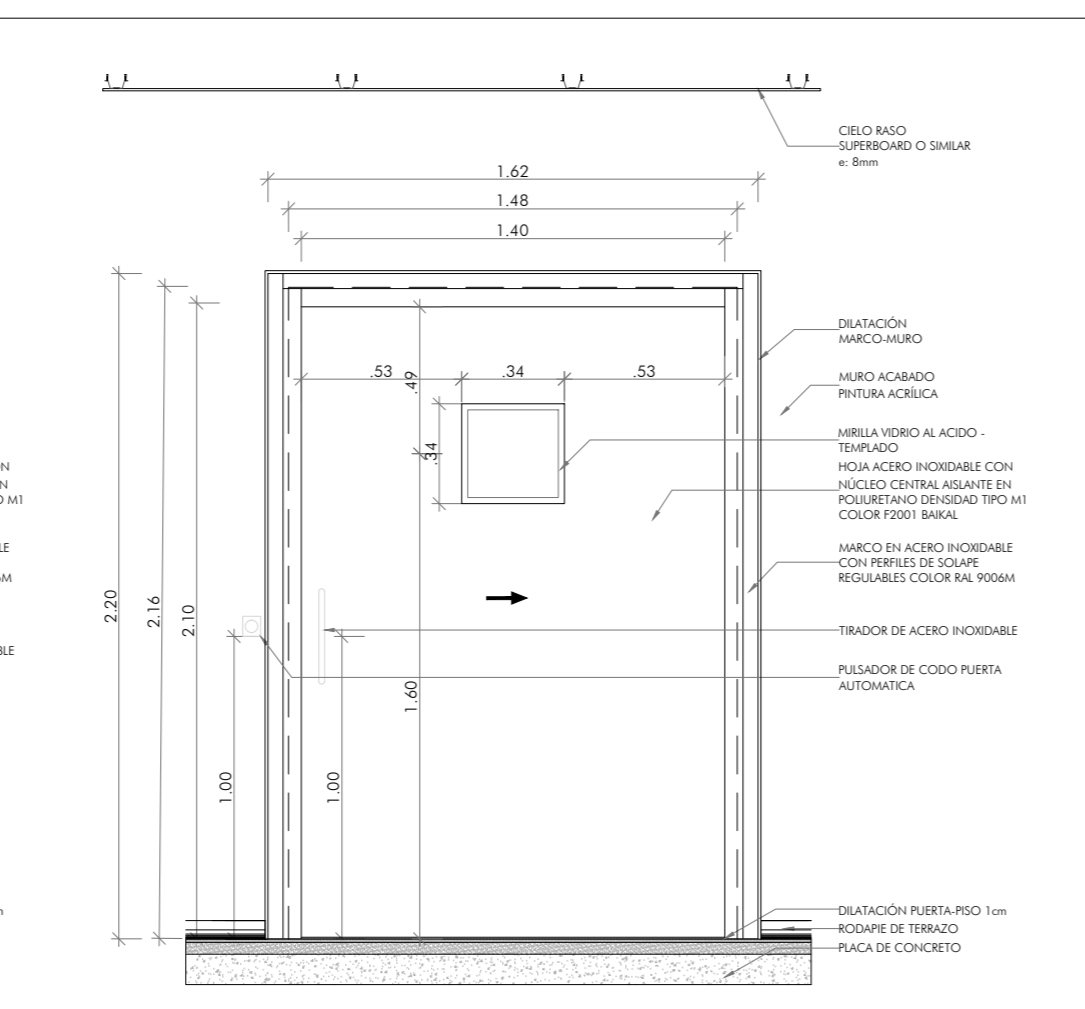 CIELO RASO
SUPERBOARD O SIMILAR
e: 8mm
1.62
1.48
1.40
DILATACIÓN
MARCO-MURO
.53
.34
.53
.49
.34
MURO ACABADO
PINTURA ACRÍLICA
MIRILLA VIDRIO AL ACIDO -
TEMPLADO
HOJA ACERO INOXIDABLE CON
NÚCLEO CENTRAL AISLANTE EN
POLIURETANO DENSIDAD TIPO M1
COLOR F2001 BAIKAL
MARCO EN ACERO INOXIDABLE
CON PERFILES DE SOLAPE
REGULABLES COLOR RAL 9006M
2.20
2.16
2.10
TIRADOR DE ACERO INOXIDABLE
PULSADOR DE CODO PUERTA
AUTOMATICA
1.60
1.00
1.00
DILATACIÓN PUERTA-PISO 1cm
RODAPIE DE TERRAZO
PLACA DE CONCRETO